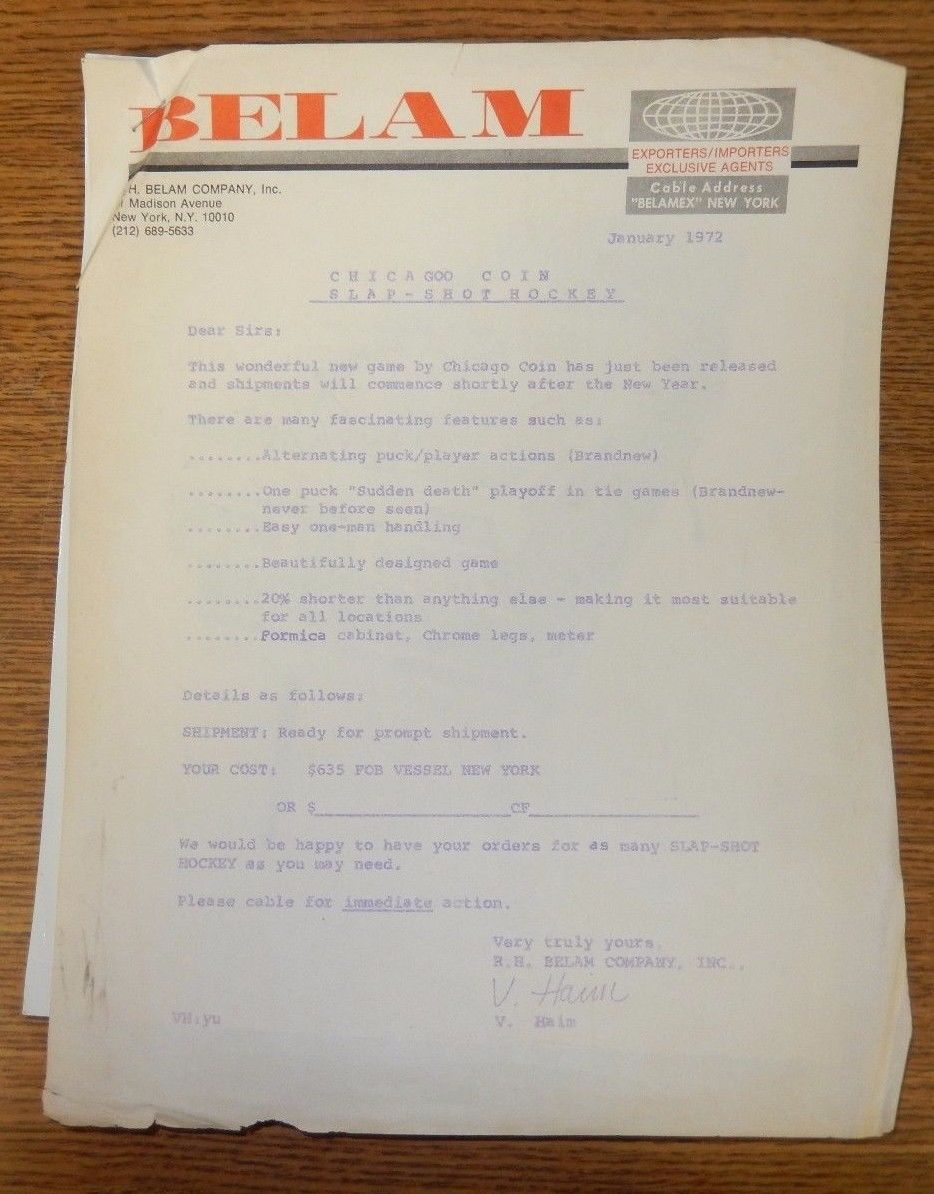 BELAM
EXPORTERS/IMPORTERS
EXCLUSIVE AGENTS
Cable Address
"BELAMEX" NEW YORK
H. BELAM COMPANY, Inc.
Madison Avenue
New York, N.Y. 10010
(212) 689-5633
January 1972
CHICAGOO COIN
SLAP-SHOT HOCKEY
Dear Sirs:
This wonderful new game by Chicago Coin has just been released
and shipments will commence shortly after the New Year.
There are many fascinating features such as:
........Alternating puck/player actions (Brandnew)
........One puck "Sudden death" playoff in tie games (Brandnew-
never before seen)
........Easy one-man handling
........Beautifully designed game
........20% shorter than anything else - making it most suitable
for all locations
........Formica cabinet, Chrome legs, meter
Details as follows:
SHIPMENT: Ready for prompt shipment.
YOUR COST: $635 FOB VESSEL NEW YORK
OR $____________________CF_________________
We would be happy to have your orders for as many SLAP-SHOT
HOCKEY as you may need.
Please cable for immediate action.
Very truly yours,
R.H. BELAM COMPANY, INC.,
V. Haim
VH:yu V. Haim